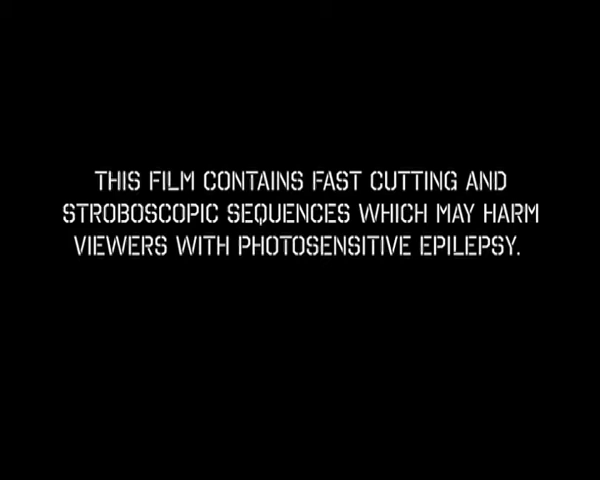 THIS FILM CONTAINS FAST CUTTING AND
STROBOSCOPIC SEQUENCES WHICH MAY HARM
VIEWERS WITH PHOTOSENSITIVE EPILEPSY.